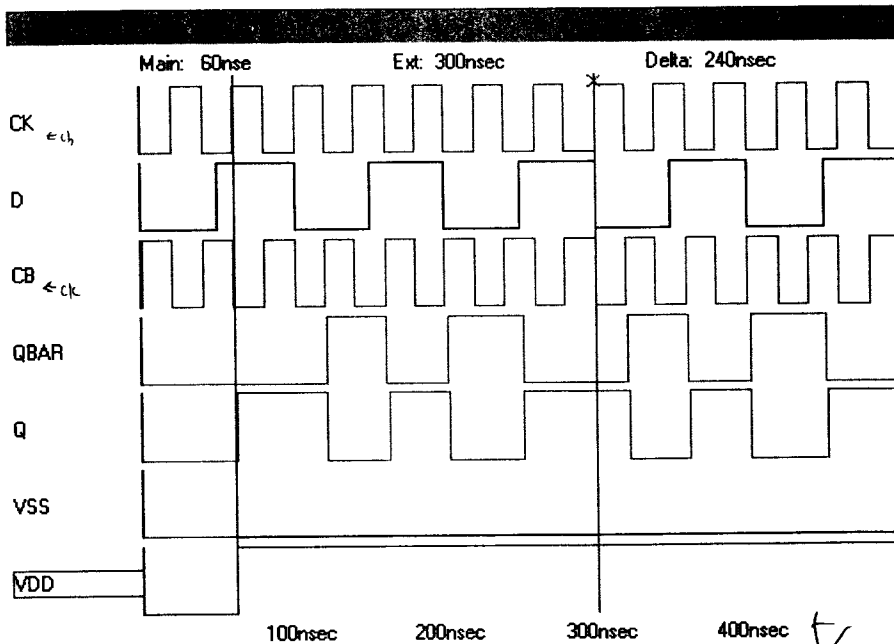 Main: 60nse Ext: 300nsec Delta: 240nsec
CK
D
CB
QBAR
Q
VSS
VDD
100nsec 200nsec 300nsec 400nsec